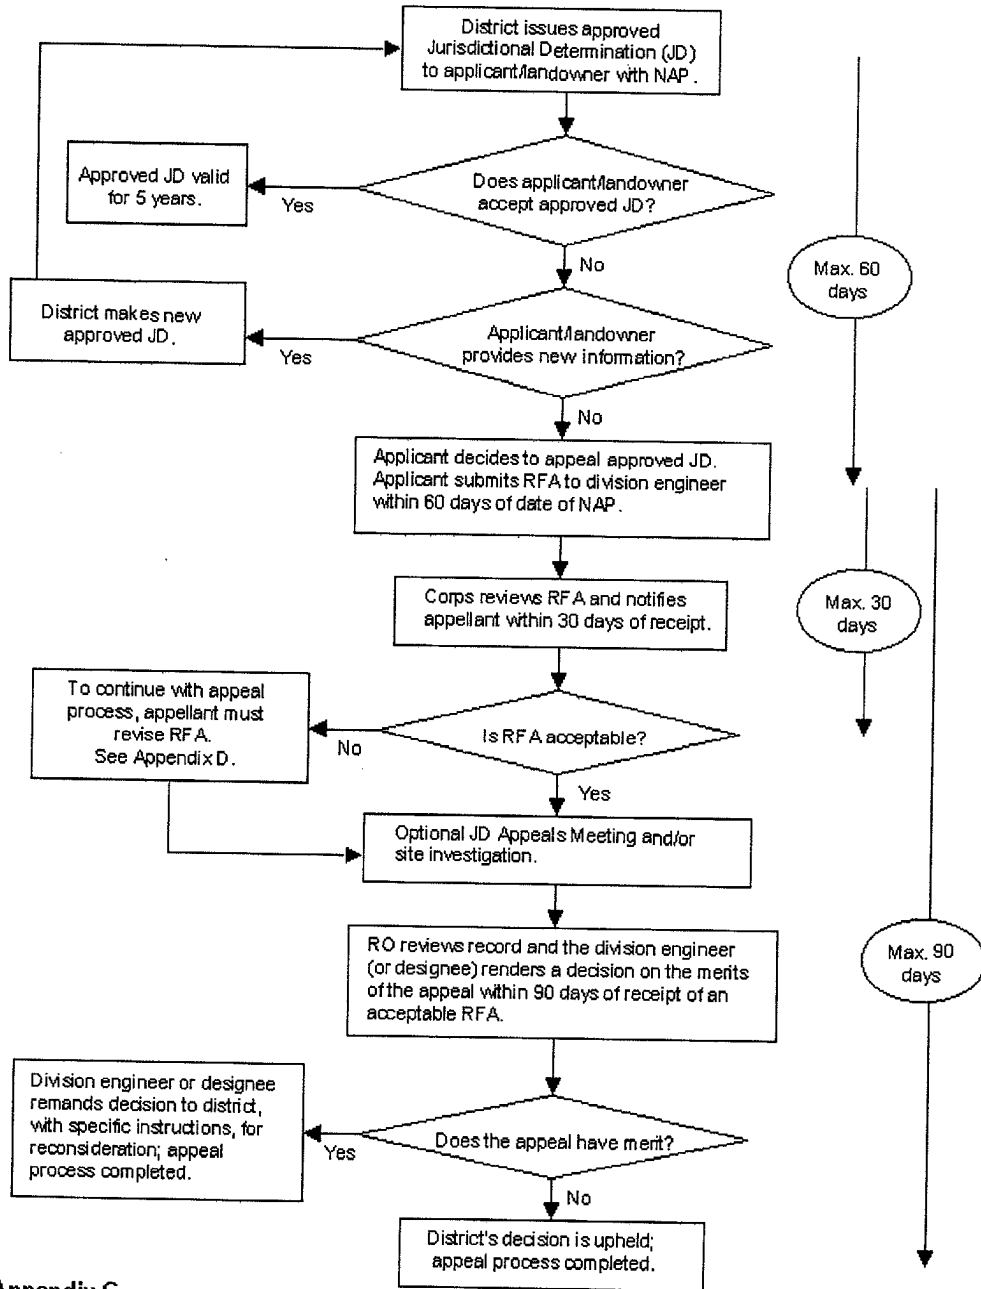 District issues approved
Jurisdictional Determination (JD)
to applicant/landowner with NAP.
Does applicant/landowner
accept approved JD?
Yes
Approved JD valid
for 5 years.
No
Max. 60
days
Applicant/landowner
provides new information?
Yes
District makes new
approved JD.
No
Applicant decides to appeal approved JD.
Applicant submits RFA to division engineer
within 60 days of date of NAP.
Corps reviews RFA and notifies
appellant within 30 days of receipt.
Max. 30
days
Is RFA acceptable?
No
To continue with appeal
process, appellant must
revise RFA.
See Appendix D.
Yes
Optional JD Appeals Meeting and/or
site investigation.
RO reviews record and the division engineer
(or designee) renders a decision on the merits
of the appeal within 90 days of receipt of an
acceptable RFA.
Max. 90
days
Does the appeal have merit?
Yes
Division engineer or designee
remands decision to district,
with specific instructions, for
reconsideration; appeal
process completed.
No
District's decision is upheld;
appeal process completed.
Appendix C